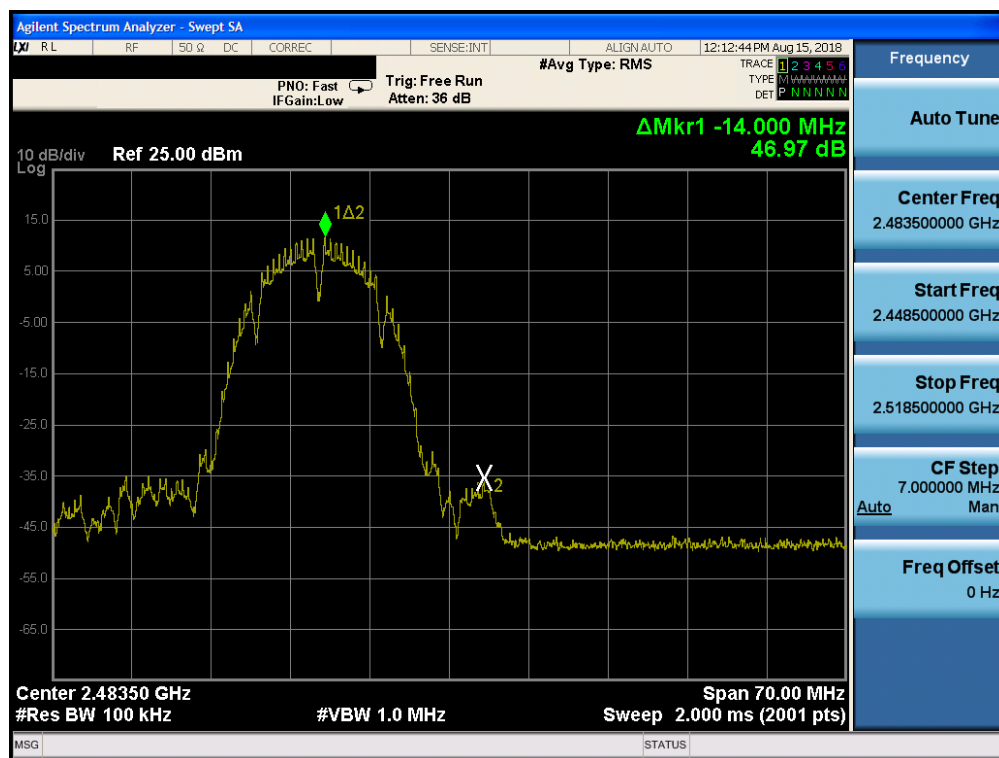 Agilent Spectrum Analyzer - Swept SA
LXI RL RF 50 Ω DC CORREC SENSE:INT ALIGN AUTO 12:12:44 PM Aug 15, 2018
Frequency
#Avg Type: RMS
TRACE 1 2 3 4 5 6
PNO: Fast
Trig: Free Run
TYPE M
IFGain:Low
Atten: 36 dB
DET P N N N N N
Auto Tune
ΔMkr1 -14.000 MHz
46.97 dB
10 dB/div Ref 25.00 dBm
Log
15.0
5.00
-5.00
-15.0
-25.0
-35.0
-45.0
-55.0
-65.0
1Δ2
X2
Center Freq
2.483500000 GHz
Start Freq
2.448500000 GHz
Stop Freq
2.518500000 GHz
CF Step
7.000000 MHz
Auto Man
Freq Offset
0 Hz
Center 2.48350 GHz Span 70.00 MHz
#Res BW 100 kHz #VBW 1.0 MHz Sweep 2.000 ms (2001 pts)
MSG STATUS